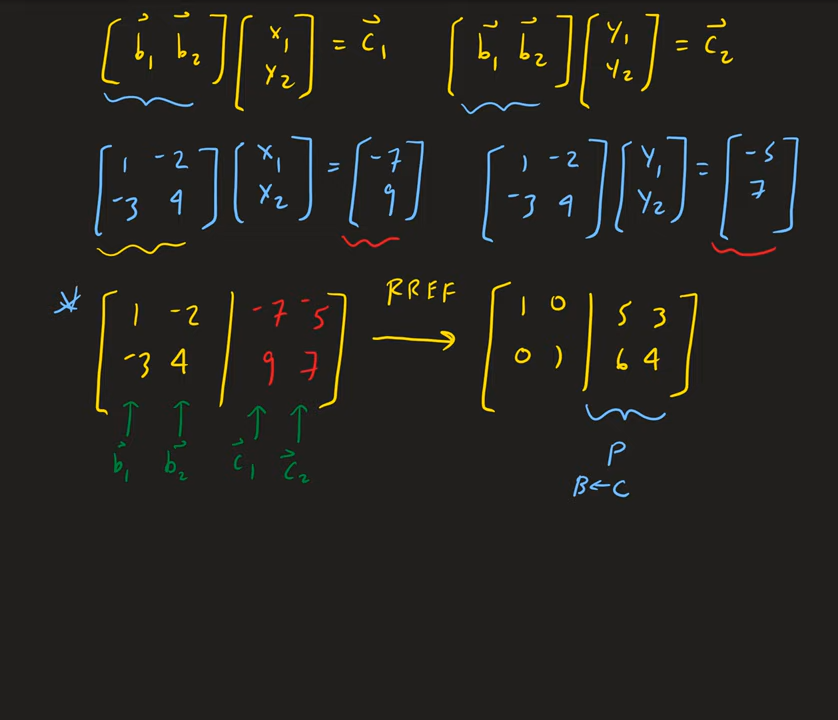 [b⃗₁ b⃗₂][x₁ x₂] = c⃗₁ [b⃗₁ b⃗₂][y₁ y₂] = c⃗₂
[1 -2 -3 4][x₁ x₂] = [-7 9] [1 -2 -3 4][y₁ y₂] = [-5 7]
* [1 -2 | -7 -5 RREF → [1 0 | 5 3
-3 4 | 9 7] 0 1 | 6 4]
↑ ↑ ↑ ↑
b⃗₁ b⃗₂ c⃗₁ c⃗₂ P
B←C